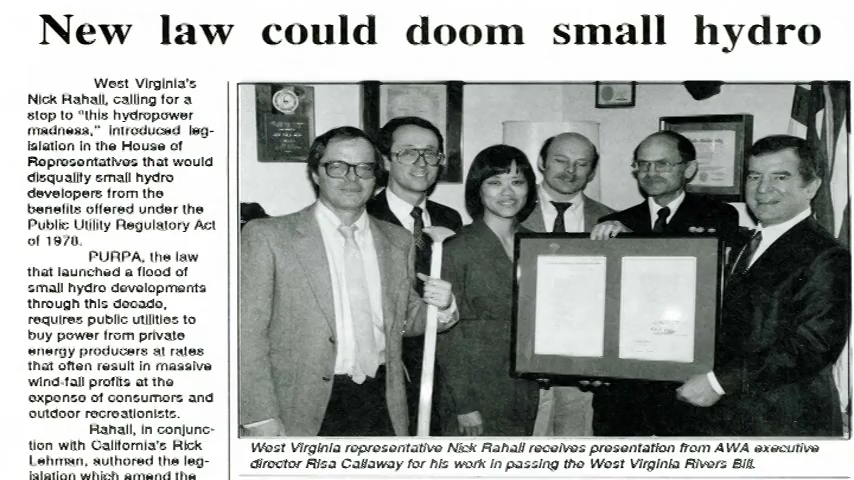 New law could doom small hydro
West Virginia's
Nick Rahall, calling for a
stop to "this hydropower
madness," introduced leg-
islation in the House of
Representatives that would
disqualify small hydro
developers from the
benefits offered under the
Public Utility Regulatory Act
of 1978.
PURPA, the law
that launched a flood of
small hydro developments
through this decade,
requires public utilities to
buy power from private
energy producers at rates
that often result in massive
wind-fall profits at the
expense of consumers and
outdoor recreationists.
Rahall, in conjunc-
tion with California's Rick
Lehman, authored the leg-
islation which amend the
West Virginia representative Nick Rahall receives presentation from AWA executive
director Risa Callaway for his work in passing the West Virginia Rivers Bill.